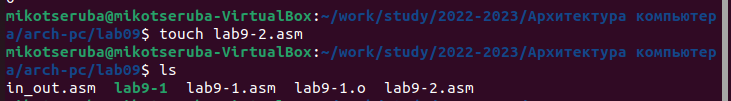 mikotseruba@mikotseruba-VirtualBox:~/work/study/2022-2023/Архитектура компьютер
а/arch-pc/lab09$ touch lab9-2.asm
mikotseruba@mikotseruba-VirtualBox:~/work/study/2022-2023/Архитектура компьютер
а/arch-pc/lab09$ ls
in_out.asm  lab9-1  lab9-1.asm  lab9-1.o  lab9-2.asm